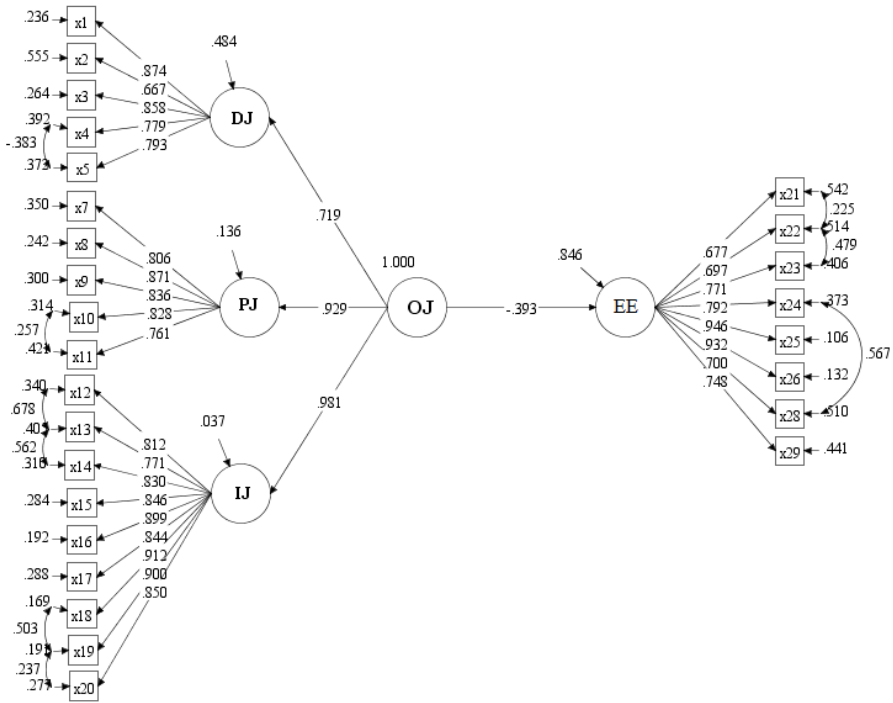 .236 x1
.484
.555 x2
.874
.667
.264 x3
.858
.392 x4
.779
DJ
-.383
.793
x5
.350 x7
.719
.242 x8
.806
.136
.871
.300 x9
.836
1.000
.314 x10
.828
PJ
.929
OJ
.257
.761
x11
.340 x12
.981
.678
.812
.037
x13
.771
.562
.830
x14
.846
IJ
.284 x15
.899
.844
.192 x16
.912
.900
.288 x17
.850
.169 x18
.503
x19
.237
x20
-.393
.846
EE
x21 .542
.225
.677
x22 .514
.697
.479
.771
x23 .406
.792
x24 .373
.946
x25 .106
.932
.567
.700
x26 .132
.748
x28 .510
x29 .441